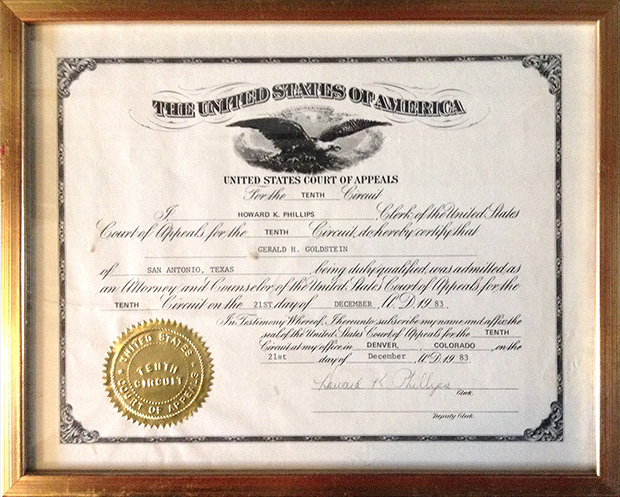 THE UNITED STATES OF AMERICA
UNITED STATES COURT OF APPEALS
For the TENTH Circuit
I HOWARD K. PHILLIPS, Clerk of the United States
Court of Appeals for the TENTH Circuit, do hereby certify that
GERALD H. GOLDSTEIN
of SAN ANTONIO, TEXAS being duly qualified, was admitted as
an Attorney and Counselor of the United States Court of Appeals for the
TENTH Circuit on the 21ST day of DECEMBER A.D. 19 83.
In Testimony Whereof, I hereunto subscribe my name and affix the
seal of the United States Court of Appeals for the TENTH
Circuit at my office in DENVER, COLORADO, on the
21st day of December, A.D. 19 83
Howard K. Phillips
Clerk.
Deputy Clerk.
UNITED STATES
TENTH
CIRCUIT
COURT OF APPEALS